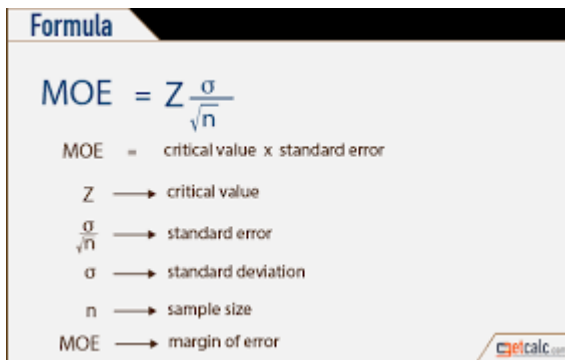 Formula
MOE = Z σ/√n
MOE = critical value x standard error
Z → critical value
σ/√n → standard error
σ → standard deviation
n → sample size
MOE → margin of error
getcalc.com